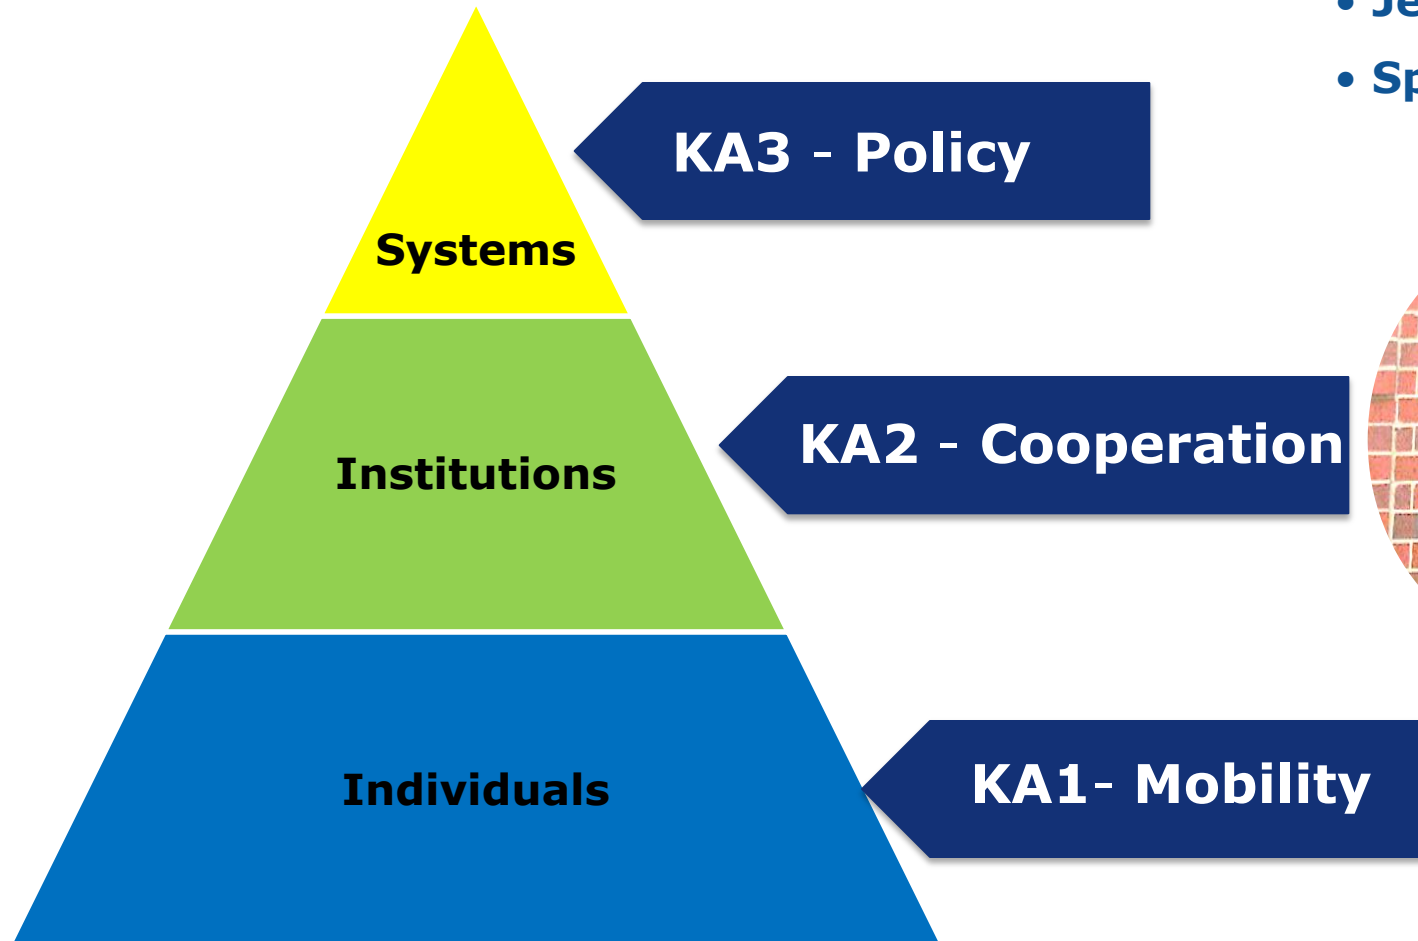 KA3 - Policy
Systems
KA2 - Cooperation
Institutions
KA1- Mobility
Individuals